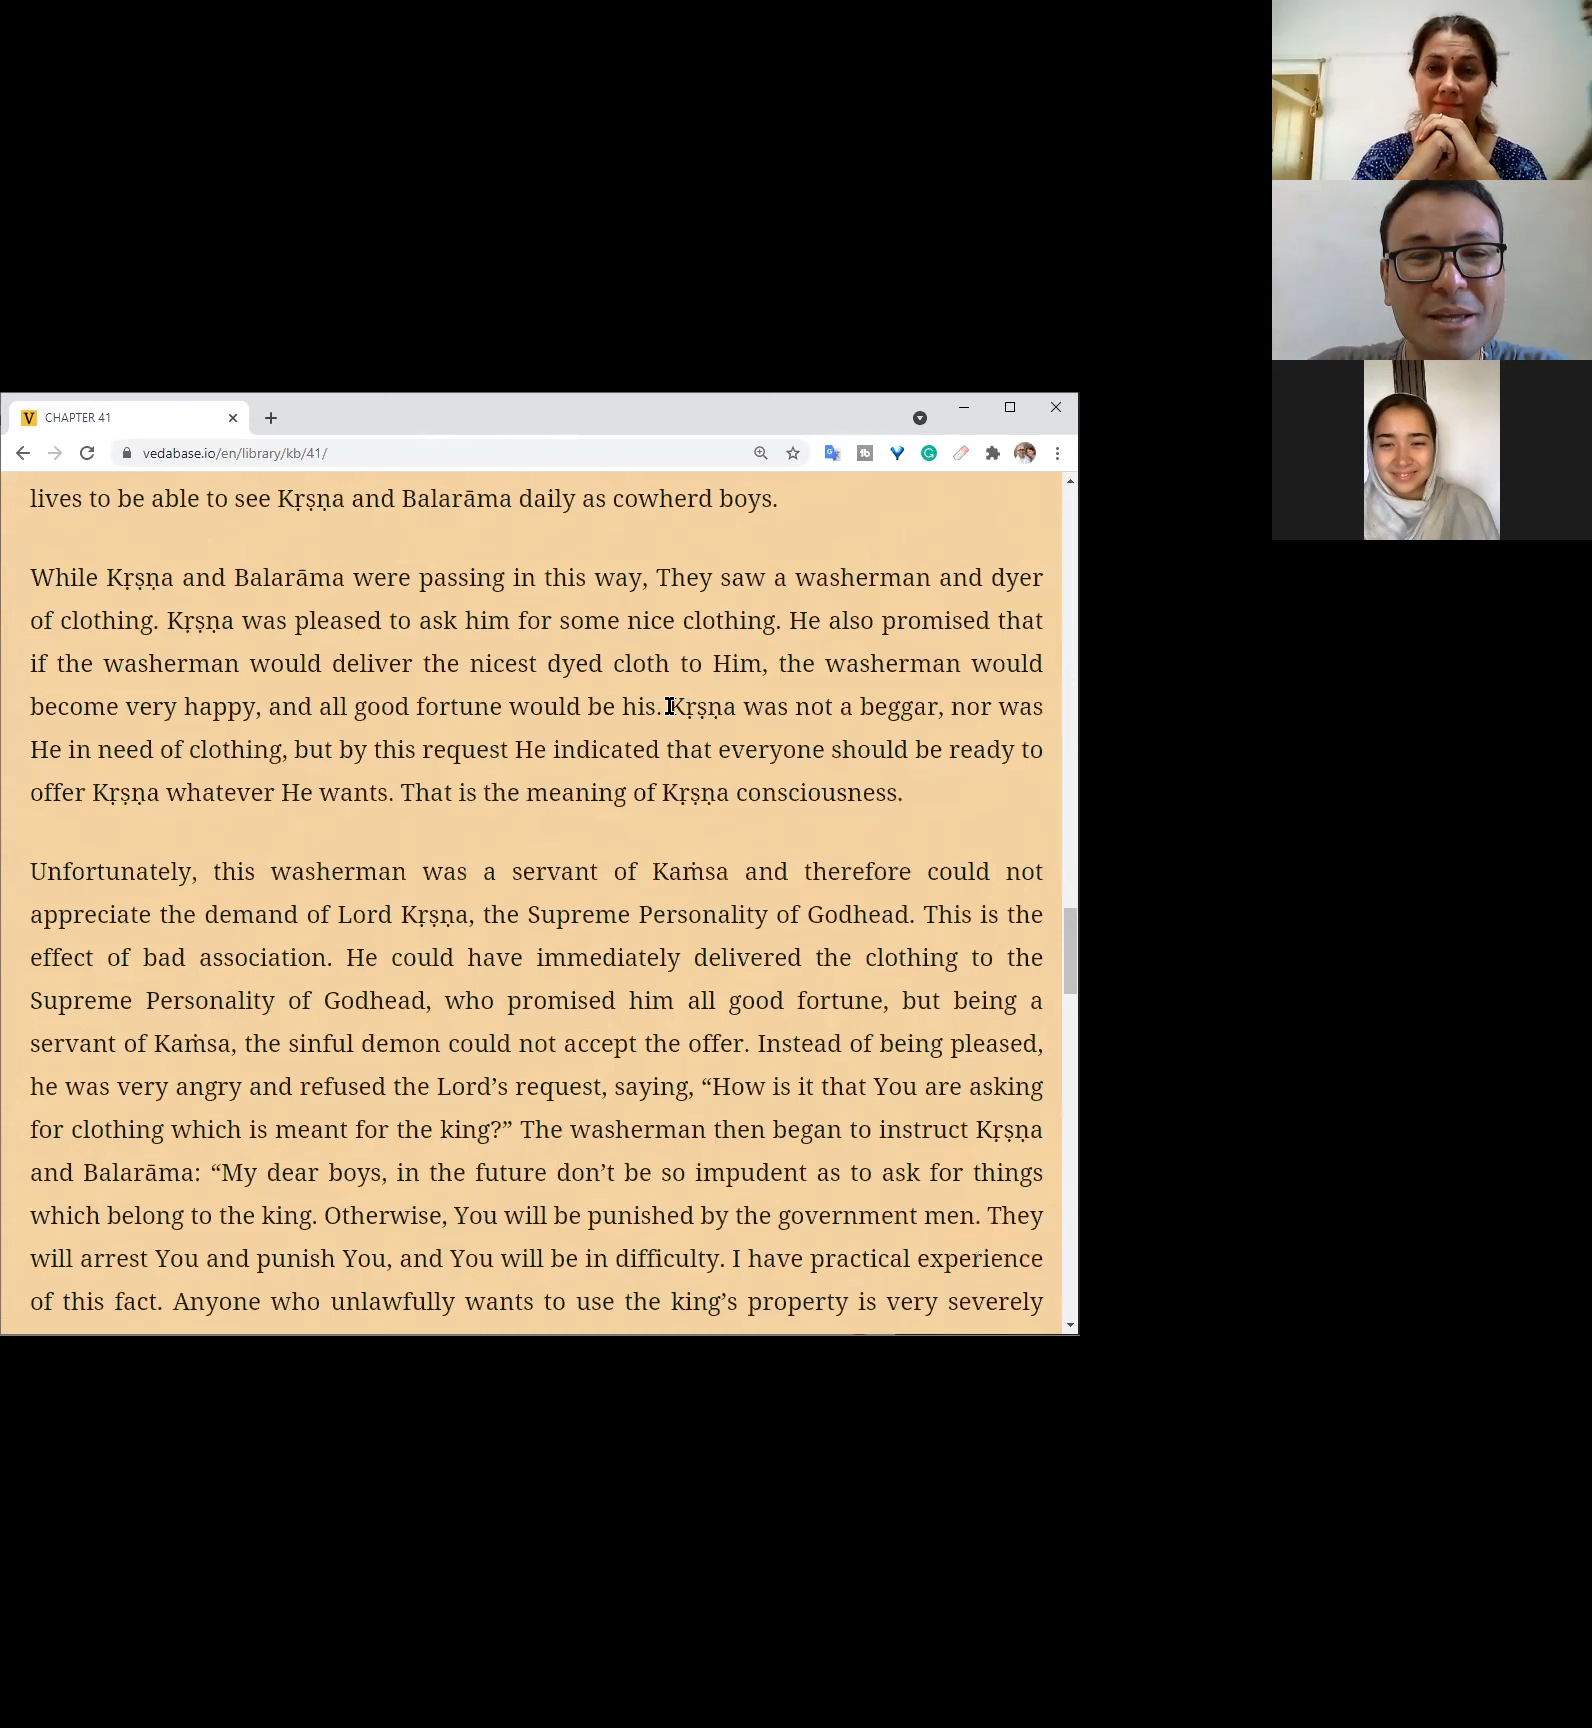 CHAPTER 41
vedabase.io/en/library/kb/41/
lives to be able to see Kṛṣṇa and Balarāma daily as cowherd boys.
While Kṛṣṇa and Balarāma were passing in this way, They saw a washerman and dyer
of clothing. Kṛṣṇa was pleased to ask him for some nice clothing. He also promised that
if the washerman would deliver the nicest dyed cloth to Him, the washerman would
become very happy, and all good fortune would be his. Kṛṣṇa was not a beggar, nor was
He in need of clothing, but by this request He indicated that everyone should be ready to
offer Kṛṣṇa whatever He wants. That is the meaning of Kṛṣṇa consciousness.
Unfortunately, this washerman was a servant of Kaṁsa and therefore could not
appreciate the demand of Lord Kṛṣṇa, the Supreme Personality of Godhead. This is the
effect of bad association. He could have immediately delivered the clothing to the
Supreme Personality of Godhead, who promised him all good fortune, but being a
servant of Kaṁsa, the sinful demon could not accept the offer. Instead of being pleased,
he was very angry and refused the Lord’s request, saying, “How is it that You are asking
for clothing which is meant for the king?” The washerman then began to instruct Kṛṣṇa
and Balarāma: “My dear boys, in the future don’t be so impudent as to ask for things
which belong to the king. Otherwise, You will be punished by the government men. They
will arrest You and punish You, and You will be in difficulty. I have practical experience
of this fact. Anyone who unlawfully wants to use the king’s property is very severely